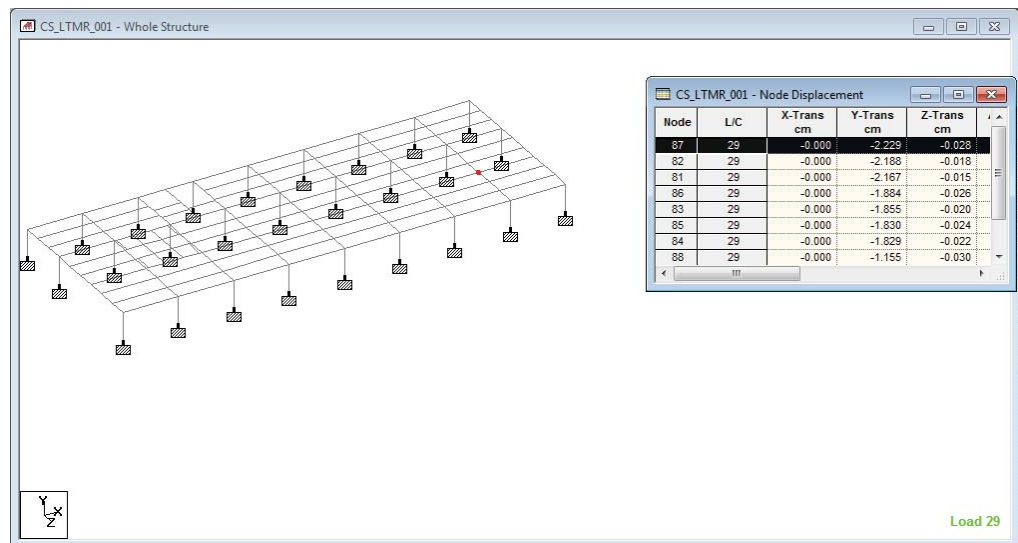 CS_LTMR_001 - Whole Structure
CS_LTMR_001 - Node Displacement
Node L/C X-Trans cm Y-Trans cm Z-Trans cm
87 29 -0.000 -2.229 -0.028
82 29 -0.000 -2.188 -0.018
81 29 -0.000 -2.167 -0.015
86 29 -0.000 -1.884 -0.026
83 29 -0.000 -1.855 -0.020
85 29 -0.000 -1.830 -0.024
84 29 -0.000 -1.829 -0.022
88 29 -0.000 -1.155 -0.030
Y
X
Z
Load 29